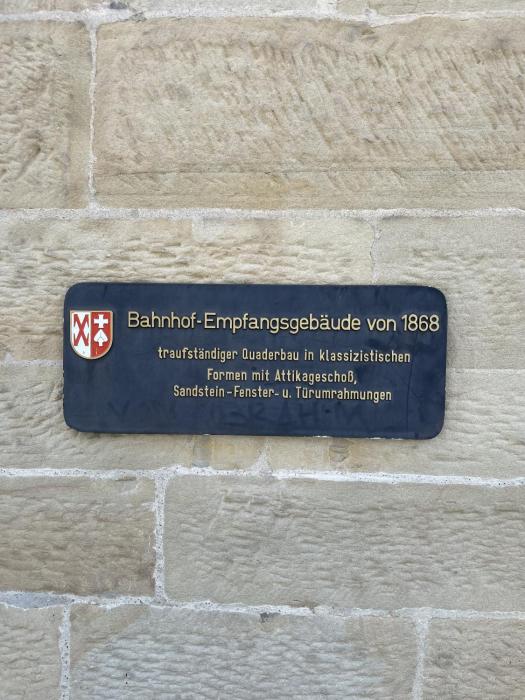 Bahnhof-Empfangsgebäude von 1868
traufständiger Quaderbau in klassizistischen
Formen mit Attikageschoß,
Sandstein-Fenster- u. Türumrahmungen